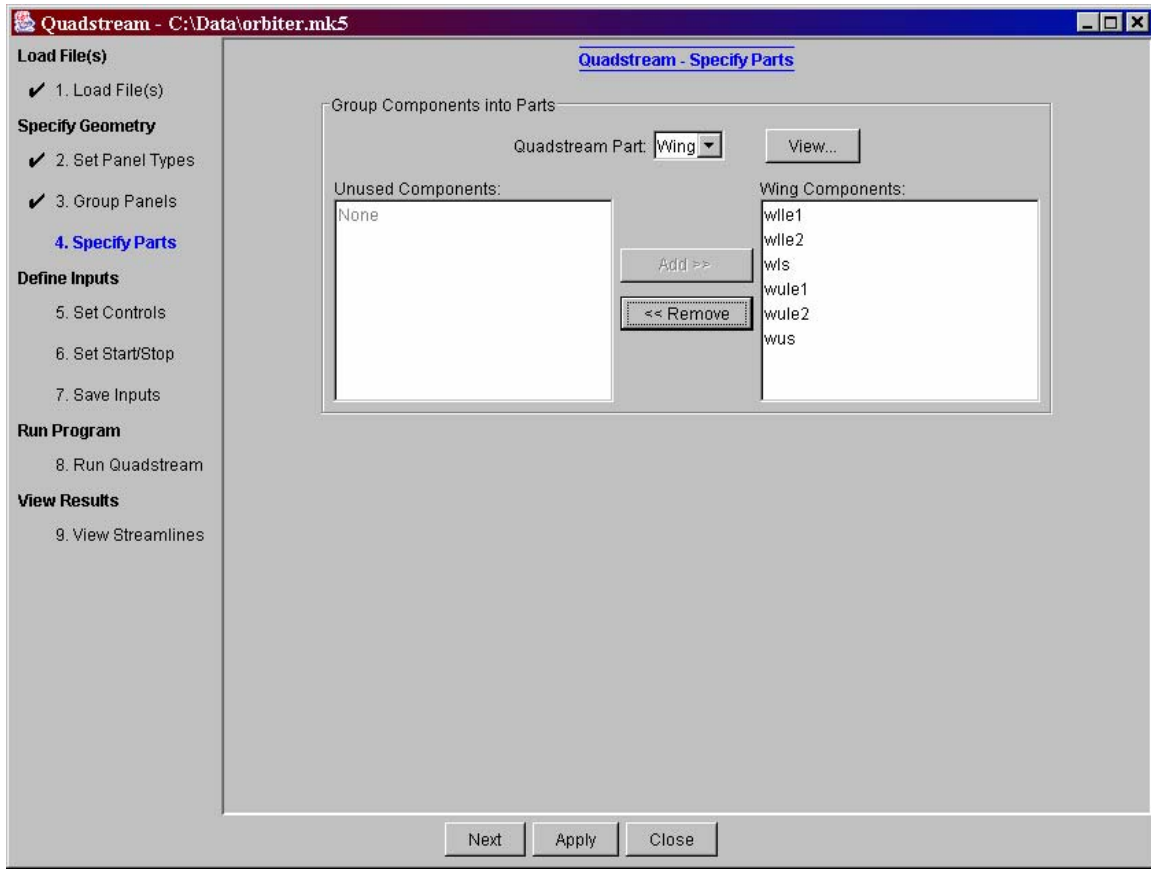 Quadstream - C:\Data\orbiter.mk5
Load File(s)
✔ 1. Load File(s)
Specify Geometry
✔ 2. Set Panel Types
✔ 3. Group Panels
4. Specify Parts
Define Inputs
5. Set Controls
6. Set Start/Stop
7. Save Inputs
Run Program
8. Run Quadstream
View Results
9. View Streamlines
Quadstream - Specify Parts
Group Components into Parts
Quadstream Part: Wing View...
Unused Components:
None
Add >>
<< Remove
Wing Components:
wlle1
wlle2
wls
wule1
wule2
wus
Next Apply Close